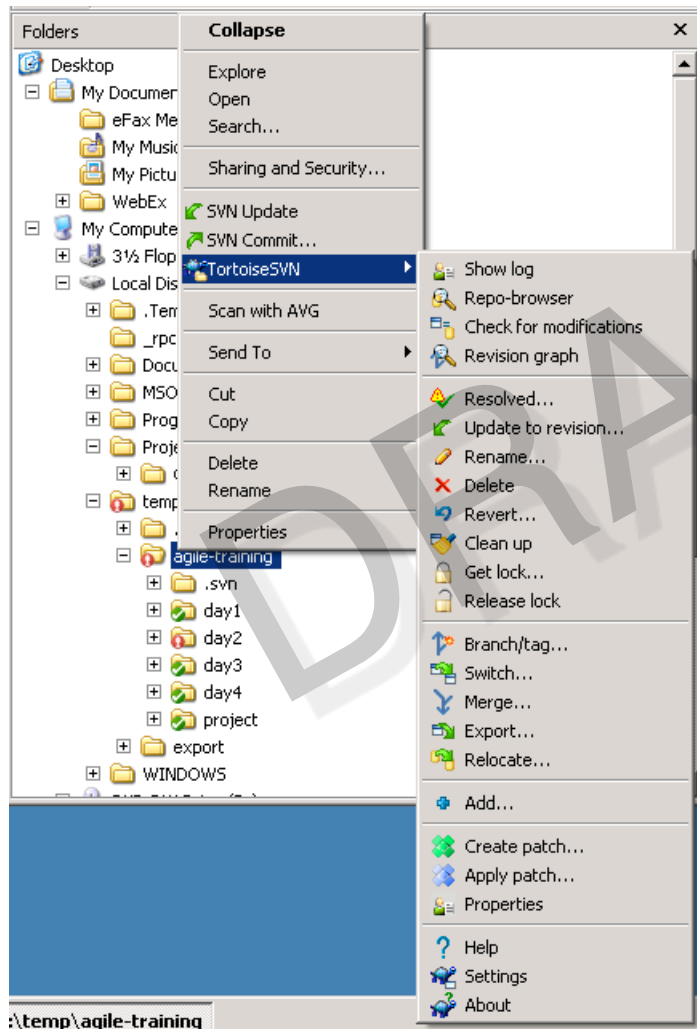 Folders
Desktop
My Documen
eFax Me
My Music
My Pictu
WebEx
My Compute
3½ Flop
Local Dis
.Tem
_rpc
Docu
MSO
Prog
Proje
temp
agile-training
.svn
day1
day2
day3
day4
project
export
WINDOWS
:\temp\agile-training
Collapse
Explore
Open
Search...
Sharing and Security...
SVN Update
SVN Commit...
TortoiseSVN
Scan with AVG
Send To
Cut
Copy
Delete
Rename
Properties
Show log
Repo-browser
Check for modifications
Revision graph
Resolved...
Update to revision...
Rename...
Delete
Revert...
Clean up
Get lock...
Release lock
Branch/tag...
Switch...
Merge...
Export...
Relocate...
Add...
Create patch...
Apply patch...
Properties
Help
Settings
About
DRA